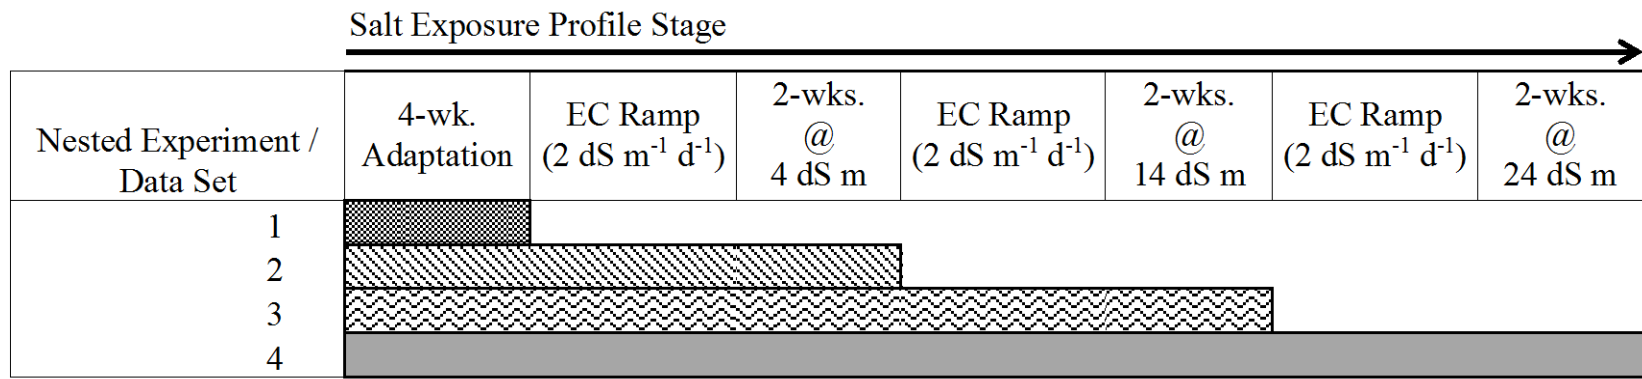 Salt Exposure Profile Stage
Nested Experiment /
Data Set
4-wk.
Adaptation
EC Ramp
(2 dS m⁻¹ d⁻¹)
2-wks.
@
4 dS m
EC Ramp
(2 dS m⁻¹ d⁻¹)
2-wks.
@
14 dS m
EC Ramp
(2 dS m⁻¹ d⁻¹)
2-wks.
@
24 dS m
1
2
3
4